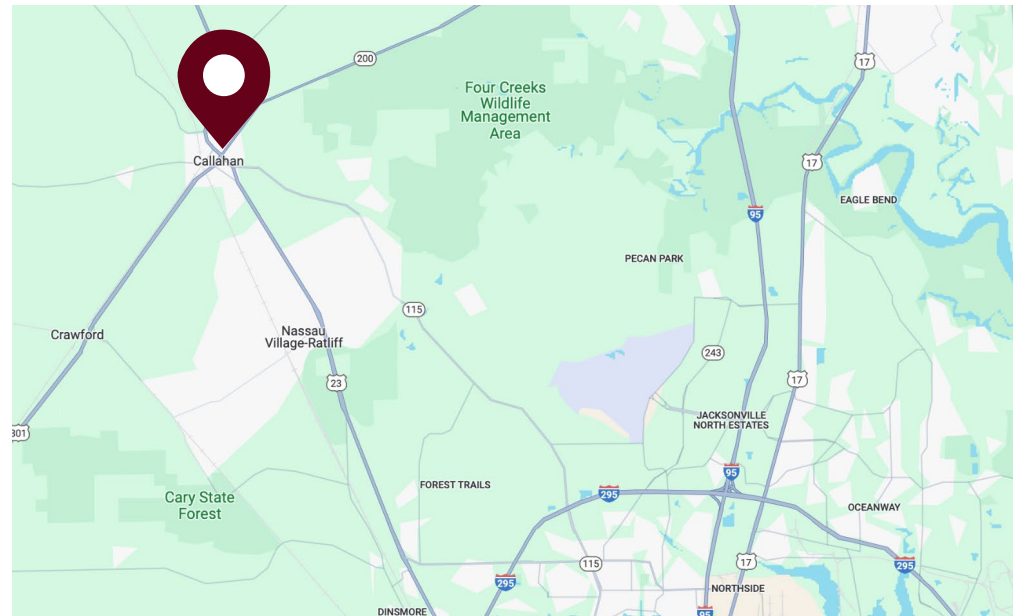 200
17
Four Creeks
Wildlife
Management
Area
Callahan
17
EAGLE BEND
95
PECAN PARK
115
Crawford
Nassau
Village-Ratliff
243
23
17
JACKSONVILLE
NORTH ESTATES
301
95
Cary State
Forest
FOREST TRAILS
295
OCEANWAY
115
17
295
295
NORTHSIDE
DINSMORE
95